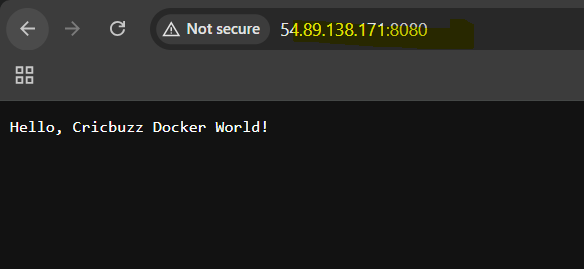 Not secure 54.89.138.171:8080
Hello, Cricbuzz Docker World!